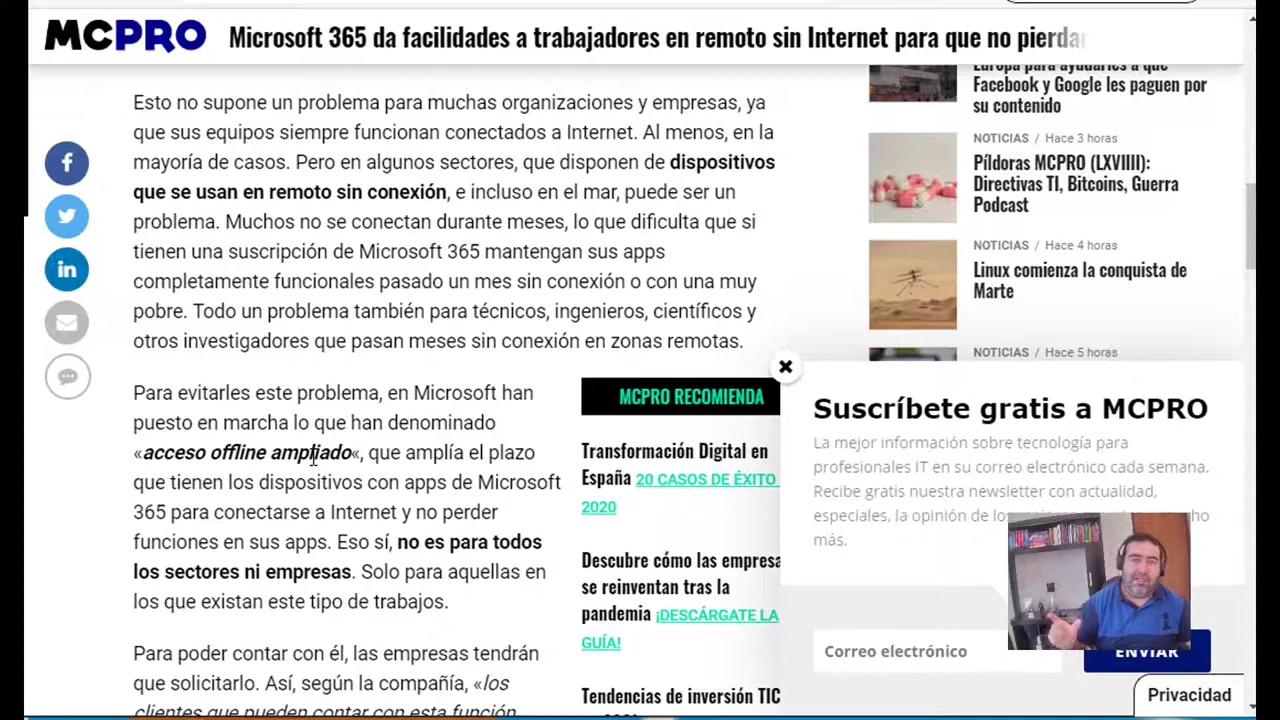 MCPRO
Microsoft 365 da facilidades a trabajadores en remoto sin Internet para que no pierdan
Esto no supone un problema para muchas organizaciones y empresas, ya
que sus equipos siempre funcionan conectados a Internet. Al menos, en la
mayoría de casos. Pero en algunos sectores, que disponen de dispositivos
que se usan en remoto sin conexión, e incluso en el mar, puede ser un
problema. Muchos no se conectan durante meses, lo que dificulta que si
tienen una suscripción de Microsoft 365 mantengan sus apps
completamente funcionales pasado un mes sin conexión o con una muy
pobre. Todo un problema también para técnicos, ingenieros, científicos y
otros investigadores que pasan meses sin conexión en zonas remotas.
Para evitarles este problema, en Microsoft han
puesto en marcha lo que han denominado
«acceso offline ampliado«, que amplía el plazo
que tienen los dispositivos con apps de Microsoft
365 para conectarse a Internet y no perder
funciones en sus apps. Eso sí, no es para todos
los sectores ni empresas. Solo para aquellas en
los que existan este tipo de trabajos.
Para poder contar con él, las empresas tendrán
que solicitarlo. Así, según la compañía, «los
clientes que pueden contar con esta función
MCPRO RECOMIENDA
Transformación Digital en
España 20 CASOS DE ÉXITO
2020
Descubre cómo las empresa
se reinventan tras la
pandemia ¡DESCÁRGATE LA
GUÍA!
Tendencias de inversión TIC
Europa para ayudarles a que
Facebook y Google les paguen por
su contenido
NOTICIAS / Hace 3 horas
Píldoras MCPRO (LXVIIII):
Directivas TI, Bitcoins, Guerra
Podcast
NOTICIAS / Hace 4 horas
Linux comienza la conquista de
Marte
NOTICIAS / Hace 5 horas
Suscríbete gratis a MCPRO
La mejor información sobre tecnología para
profesionales IT en su correo electrónico cada semana.
Recibe gratis nuestra newsletter con actualidad,
especiales, la opinión de
más.
Correo electrónico
ENVIAR
Privacidad